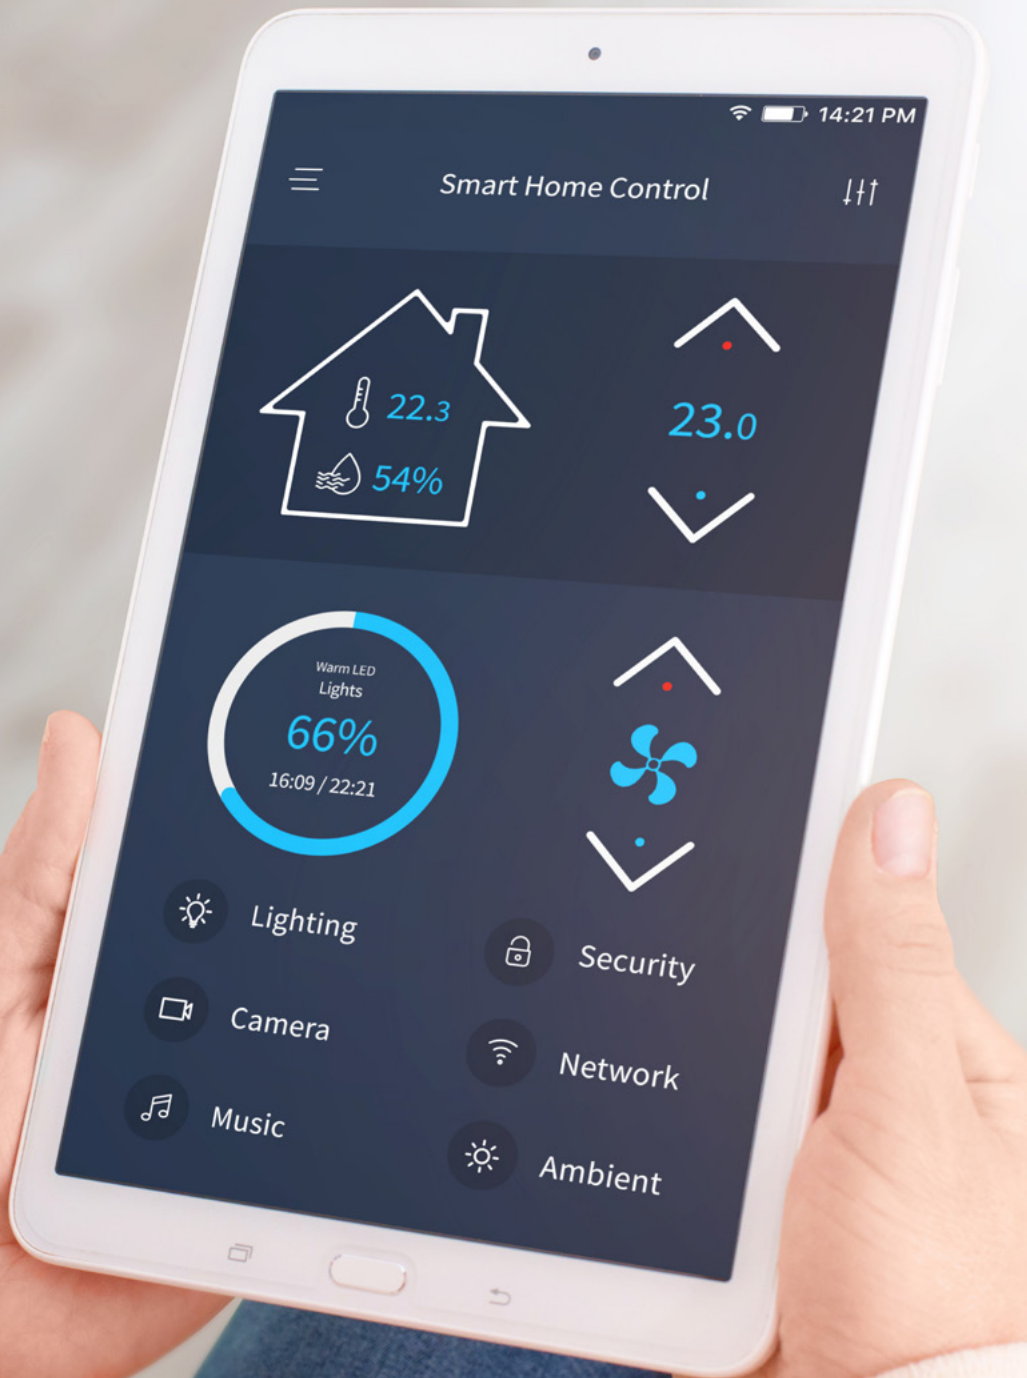 14:21 PM
Smart Home Control
22.3
23.0
54%
Warm LED
Lights
66%
16:09 / 22:21
Lighting
Security
Camera
Network
Music
Ambient